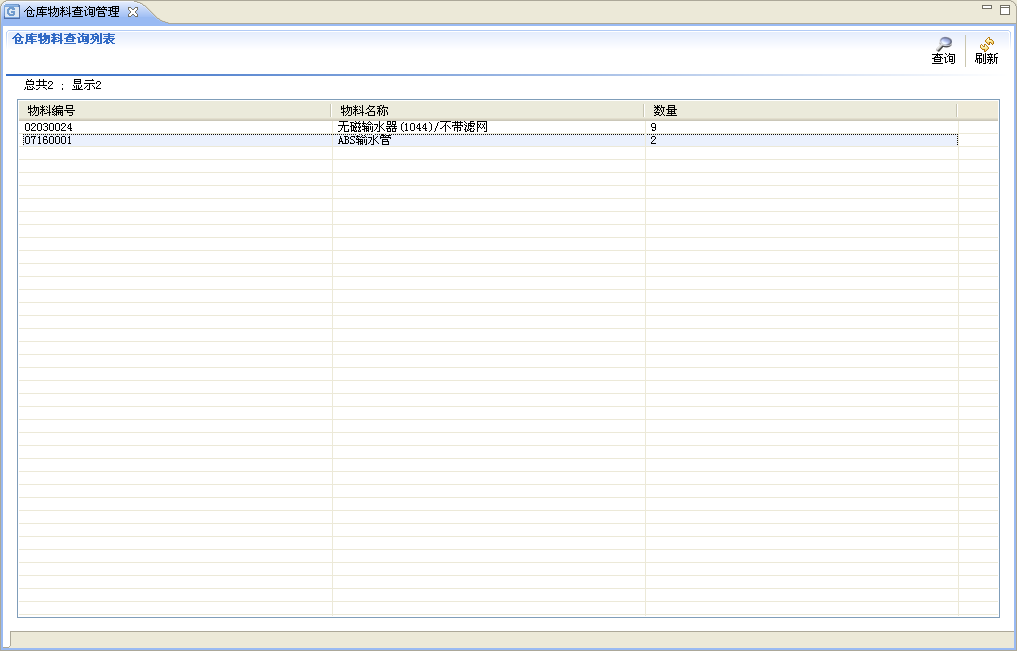 仓库物料查询管理
仓库物料查询列表
查询 刷新
总共2 ; 显示2
物料编号 物料名称 数量
02030024 无磁输水器(1044)/不带滤网 9
07160001 ABS输水管 2